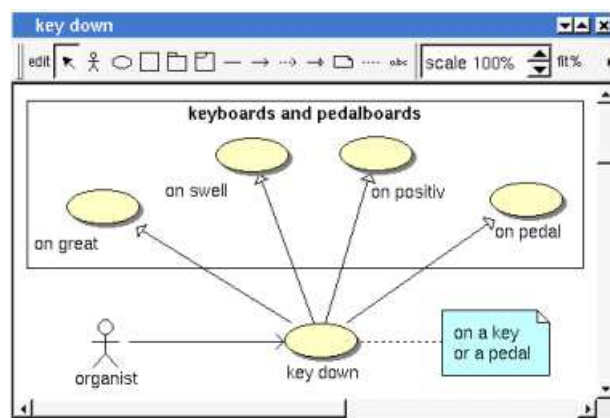 key down
edit
abc
scale 100%
fit%
keyboards and pedalboards
on swell
on positiv
on great
on pedal
on a key
or a pedal
key down
organist